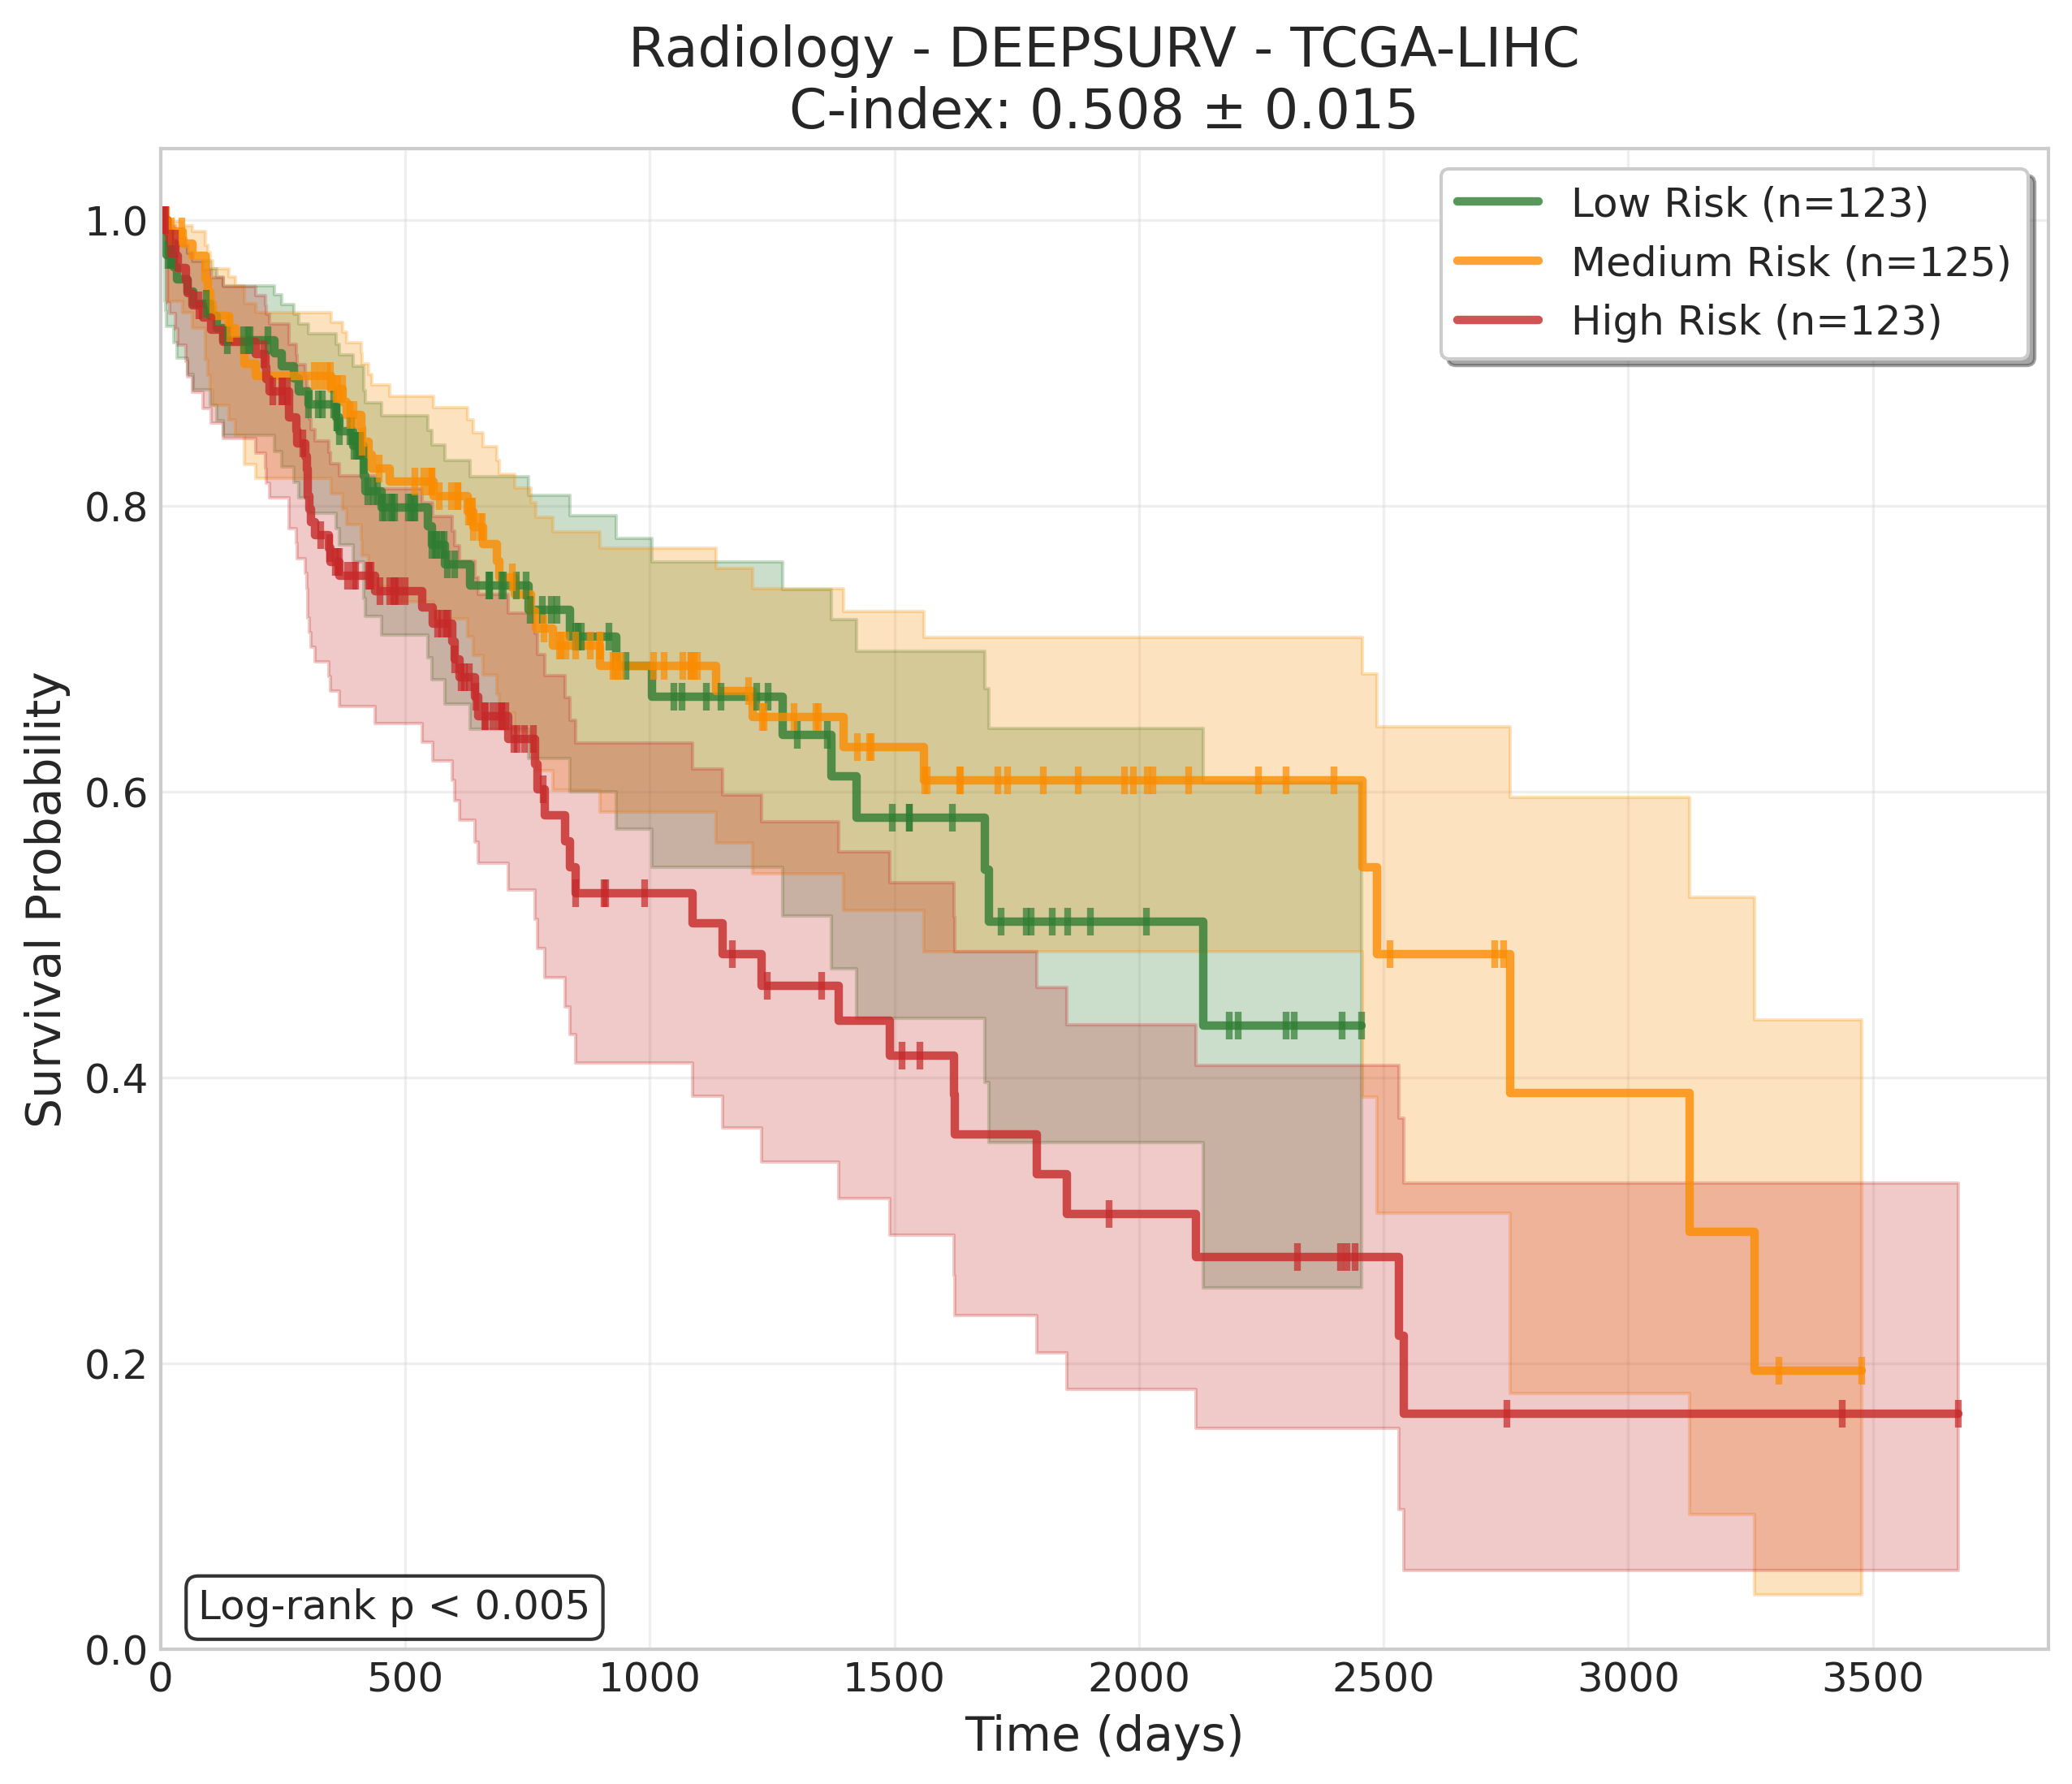 Radiology - DEEPSURV - TCGA-LIHC
C-index: 0.508 ± 0.015
Low Risk (n=123)
Medium Risk (n=125)
High Risk (n=123)
Survival Probability
1.0
0.8
0.6
0.4
0.2
0.0
Log-rank p < 0.005
0 500 1000 1500 2000 2500 3000 3500
Time (days)